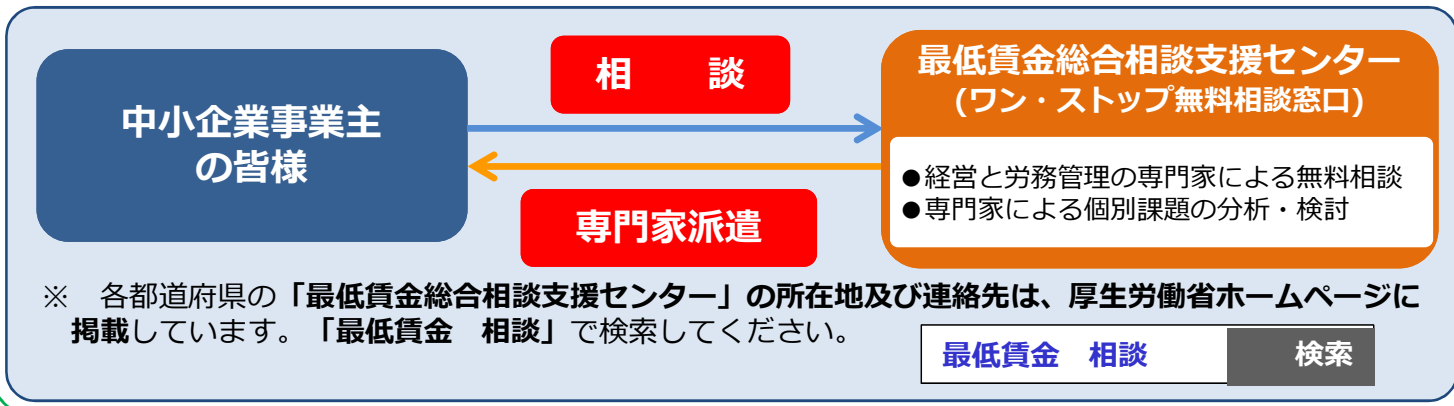 中小企業事業主
の皆様
相　　談
専門家派遣
最低賃金総合相談支援センター
(ワン・ストップ無料相談窓口)
●経営と労務管理の専門家による無料相談
●専門家による個別課題の分析・検討
※　各都道府県の「最低賃金総合相談支援センター」の所在地及び連絡先は、厚生労働省ホームページに
掲載しています。「最低賃金　相談」で検索してください。
最低賃金　相談　　検索